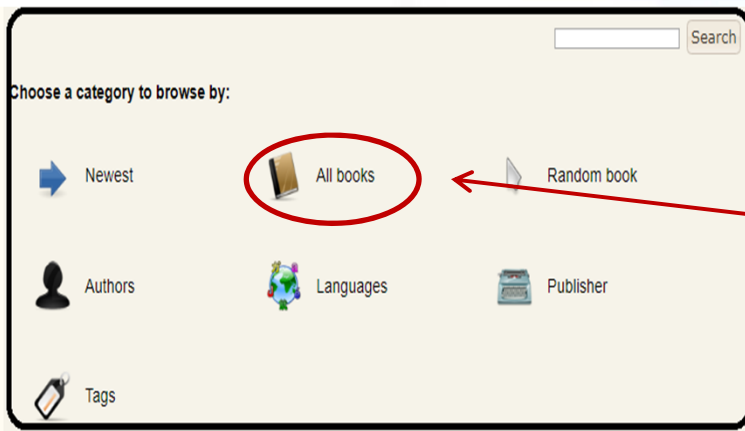 Search
Choose a category to browse by:
Newest
All books
Random book
Authors
Languages
Publisher
Tags